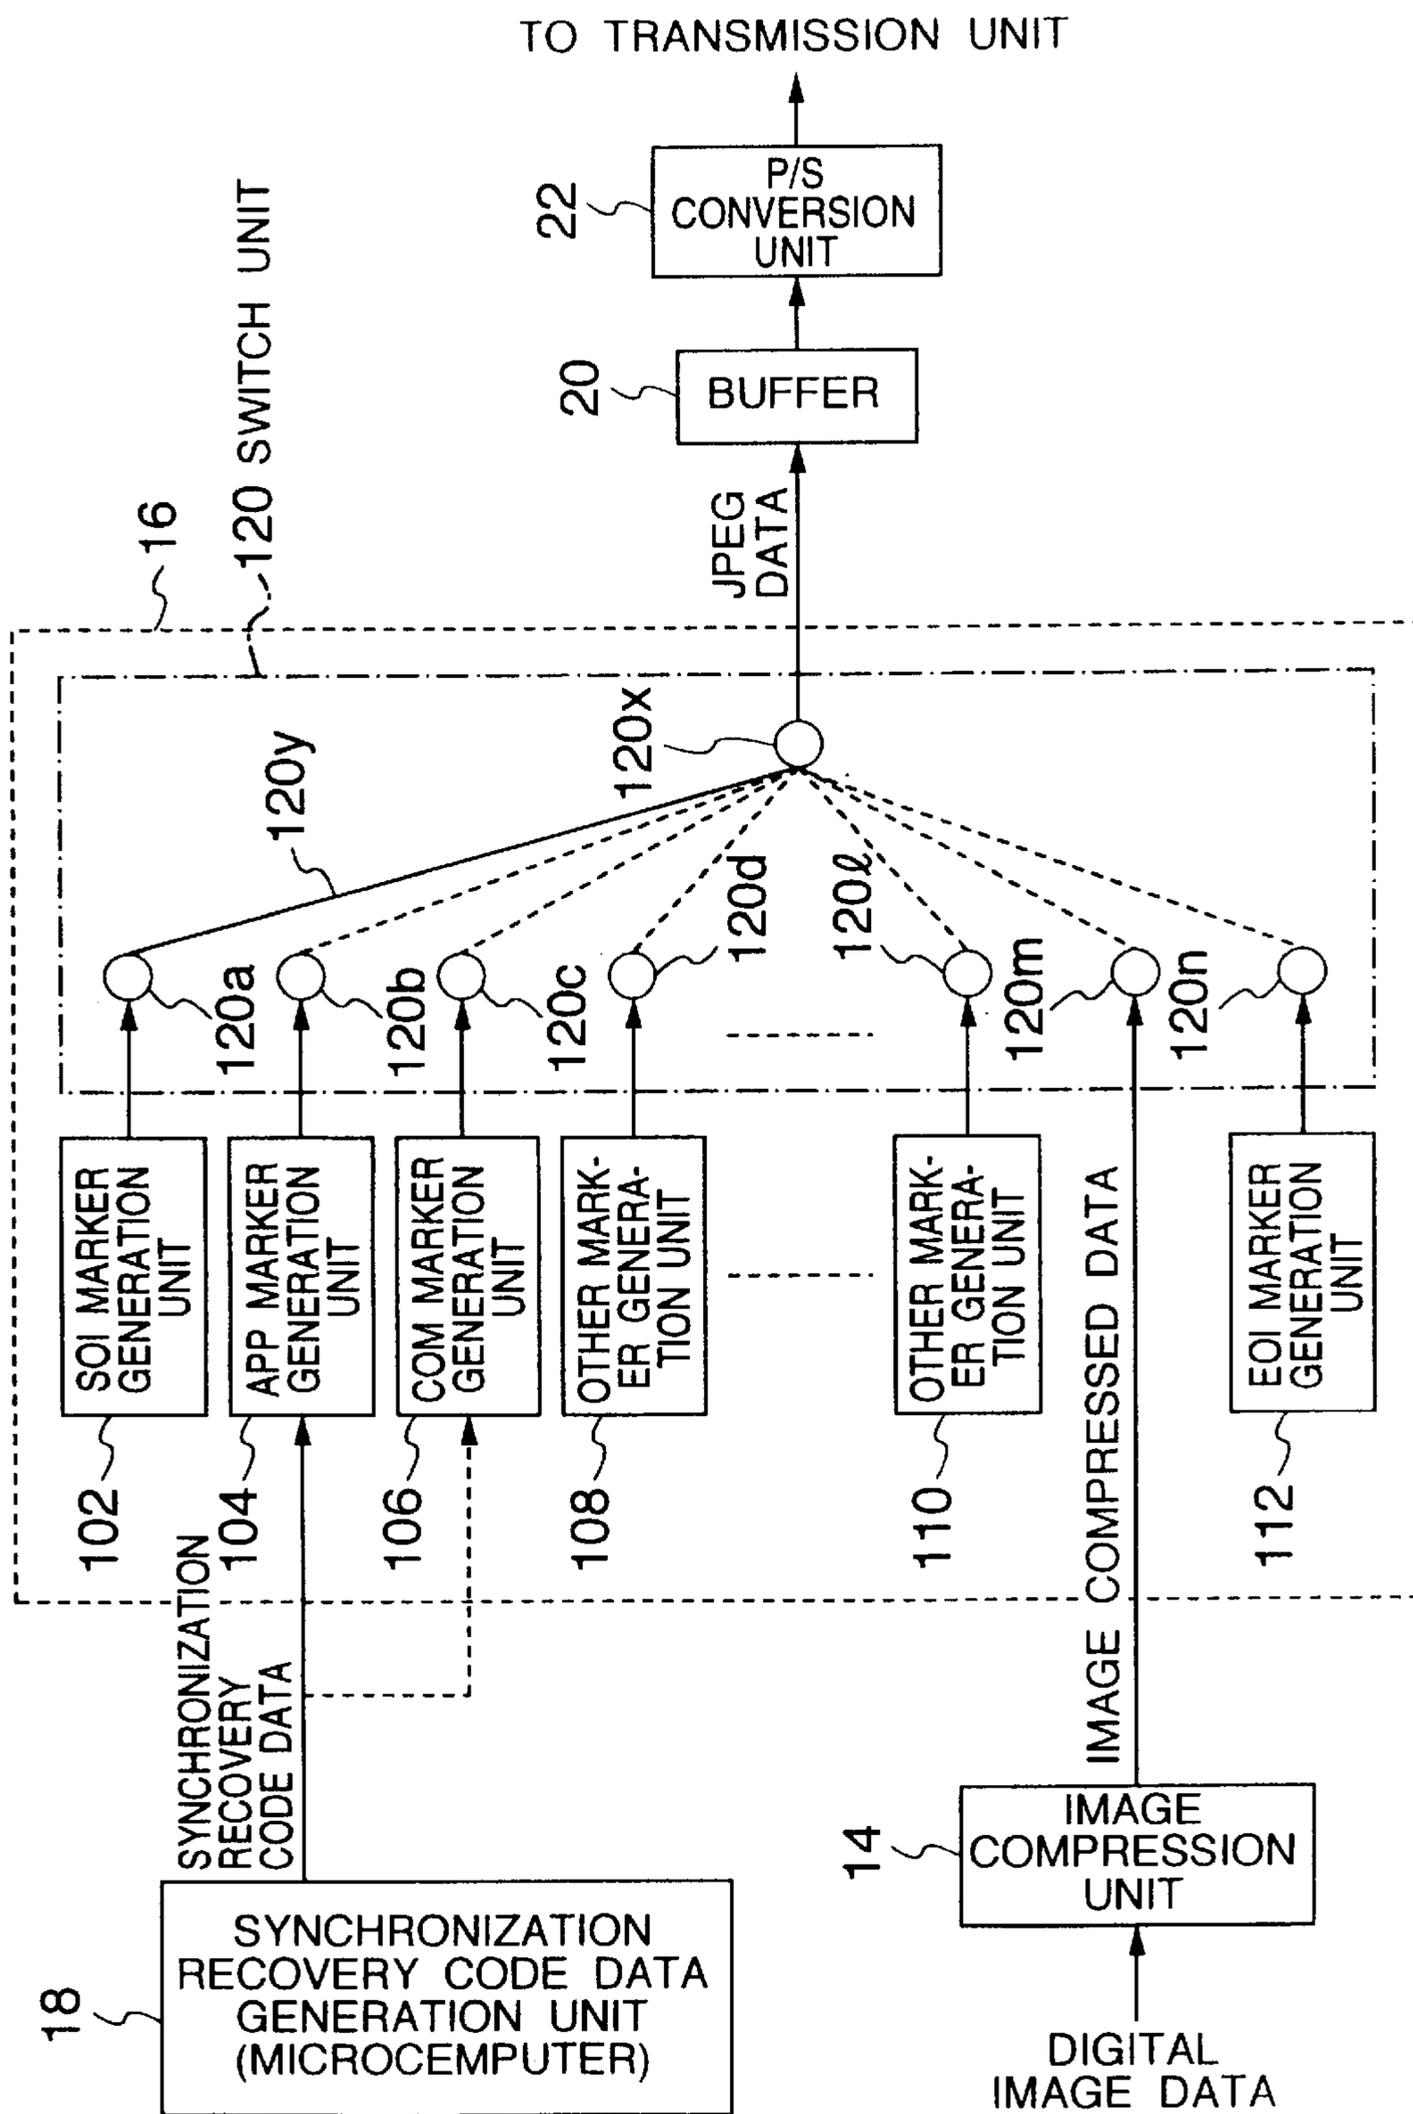 TO TRANSMISSION UNIT
22
P/S
CONVERSION
UNIT
120 SWITCH UNIT
20
BUFFER
16
JPEG
DATA
120x
120y
120a
120b
120c
120d
120ℓ
120m
120n
SOI MARKER
GENERATION
UNIT
APP MARKER
GENERATION
UNIT
COM MARKER
GENERATION
UNIT
OTHER MARK-
ER GENERA-
TION UNIT
OTHER MARK-
ER GENERA-
TION UNIT
EOI MARKER
GENERATION
UNIT
102
104
106
108
110
112
SYNCHRONIZATION
RECOVERY
CODE DATA
IMAGE COMPRESSED DATA
18
SYNCHRONIZATION
RECOVERY CODE DATA
GENERATION UNIT
(MICROCEMPUTER)
14
IMAGE
COMPRESSION
UNIT
DIGITAL
IMAGE DATA